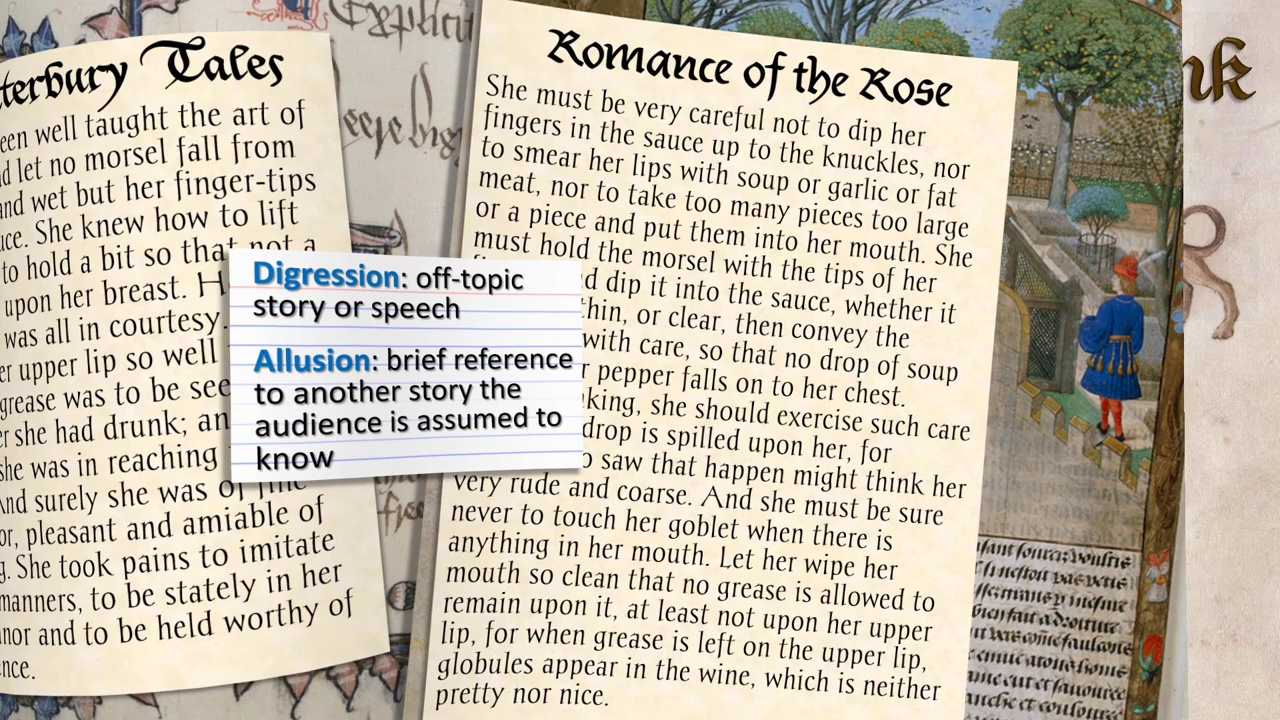 terbury Tales
een well taught the art of
d let no morsel fall from
and wet but her finger-tips
uce. She knew how to lift
to hold a bit so that not a
upon her breast. H
was all in courtesy.
er upper lip so well
grease was to be see
er she had drunk; an
she was in reaching
And surely she was of fine
or, pleasant and amiable of
g. She took pains to imitate
manners, to be stately in her
nor and to be held worthy of
ence.
Explicit
Digression: off-topic
story or speech
Allusion: brief reference
to another story the
audience is assumed to
know
Romance of the Rose
She must be very careful not to dip her
fingers in the sauce up to the knuckles, nor
to smear her lips with soup or garlic or fat
meat, nor to take too many pieces too large
or a piece and put them into her mouth. She
must hold the morsel with the tips of her
d dip it into the sauce, whether it
thin, or clear, then convey the
with care, so that no drop of soup
r pepper falls on to her chest.
king, she should exercise such care
drop is spilled upon her, for
o saw that happen might think her
very rude and coarse. And she must be sure
never to touch her goblet when there is
anything in her mouth. Let her wipe her
mouth so clean that no grease is allowed to
remain upon it, at least not upon her upper
lip, for when grease is left on the upper lip,
globules appear in the wine, which is neither
pretty nor nice.
nk